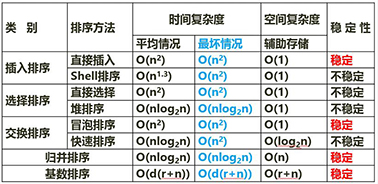 类 别 排序方法 时间复杂度 空间复杂度 稳 定 性
平均情况 最坏情况 辅助存储
插入排序 直接插入 O(n²) O(n²) O(1) 稳定
Shell排序 O(n¹·³) O(n²) O(1) 不稳定
选择排序 直接选择 O(n²) O(n²) O(1) 不稳定
堆排序 O(nlog₂n) O(nlog₂n) O(1) 不稳定
交换排序 冒泡排序 O(n²) O(n²) O(1) 稳定
快速排序 O(nlog₂n) O(n²) O(log₂n) 不稳定
归并排序 O(nlog₂n) O(nlog₂n) O(n) 稳定
基数排序 O(d(r+n)) O(d(r+n)) O(r+n) 稳定